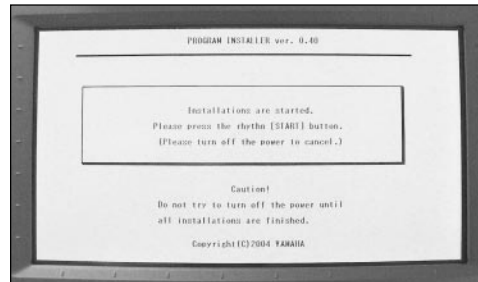 PROGRAM INSTALLER ver. 0.40
Installations are started.
Please press the rhythm [START] button.
(Please turn off the power to cancel.)
Caution!
Do not try to turn off the power until
all installations are finished.
Copyright(C)2004 YAMAHA